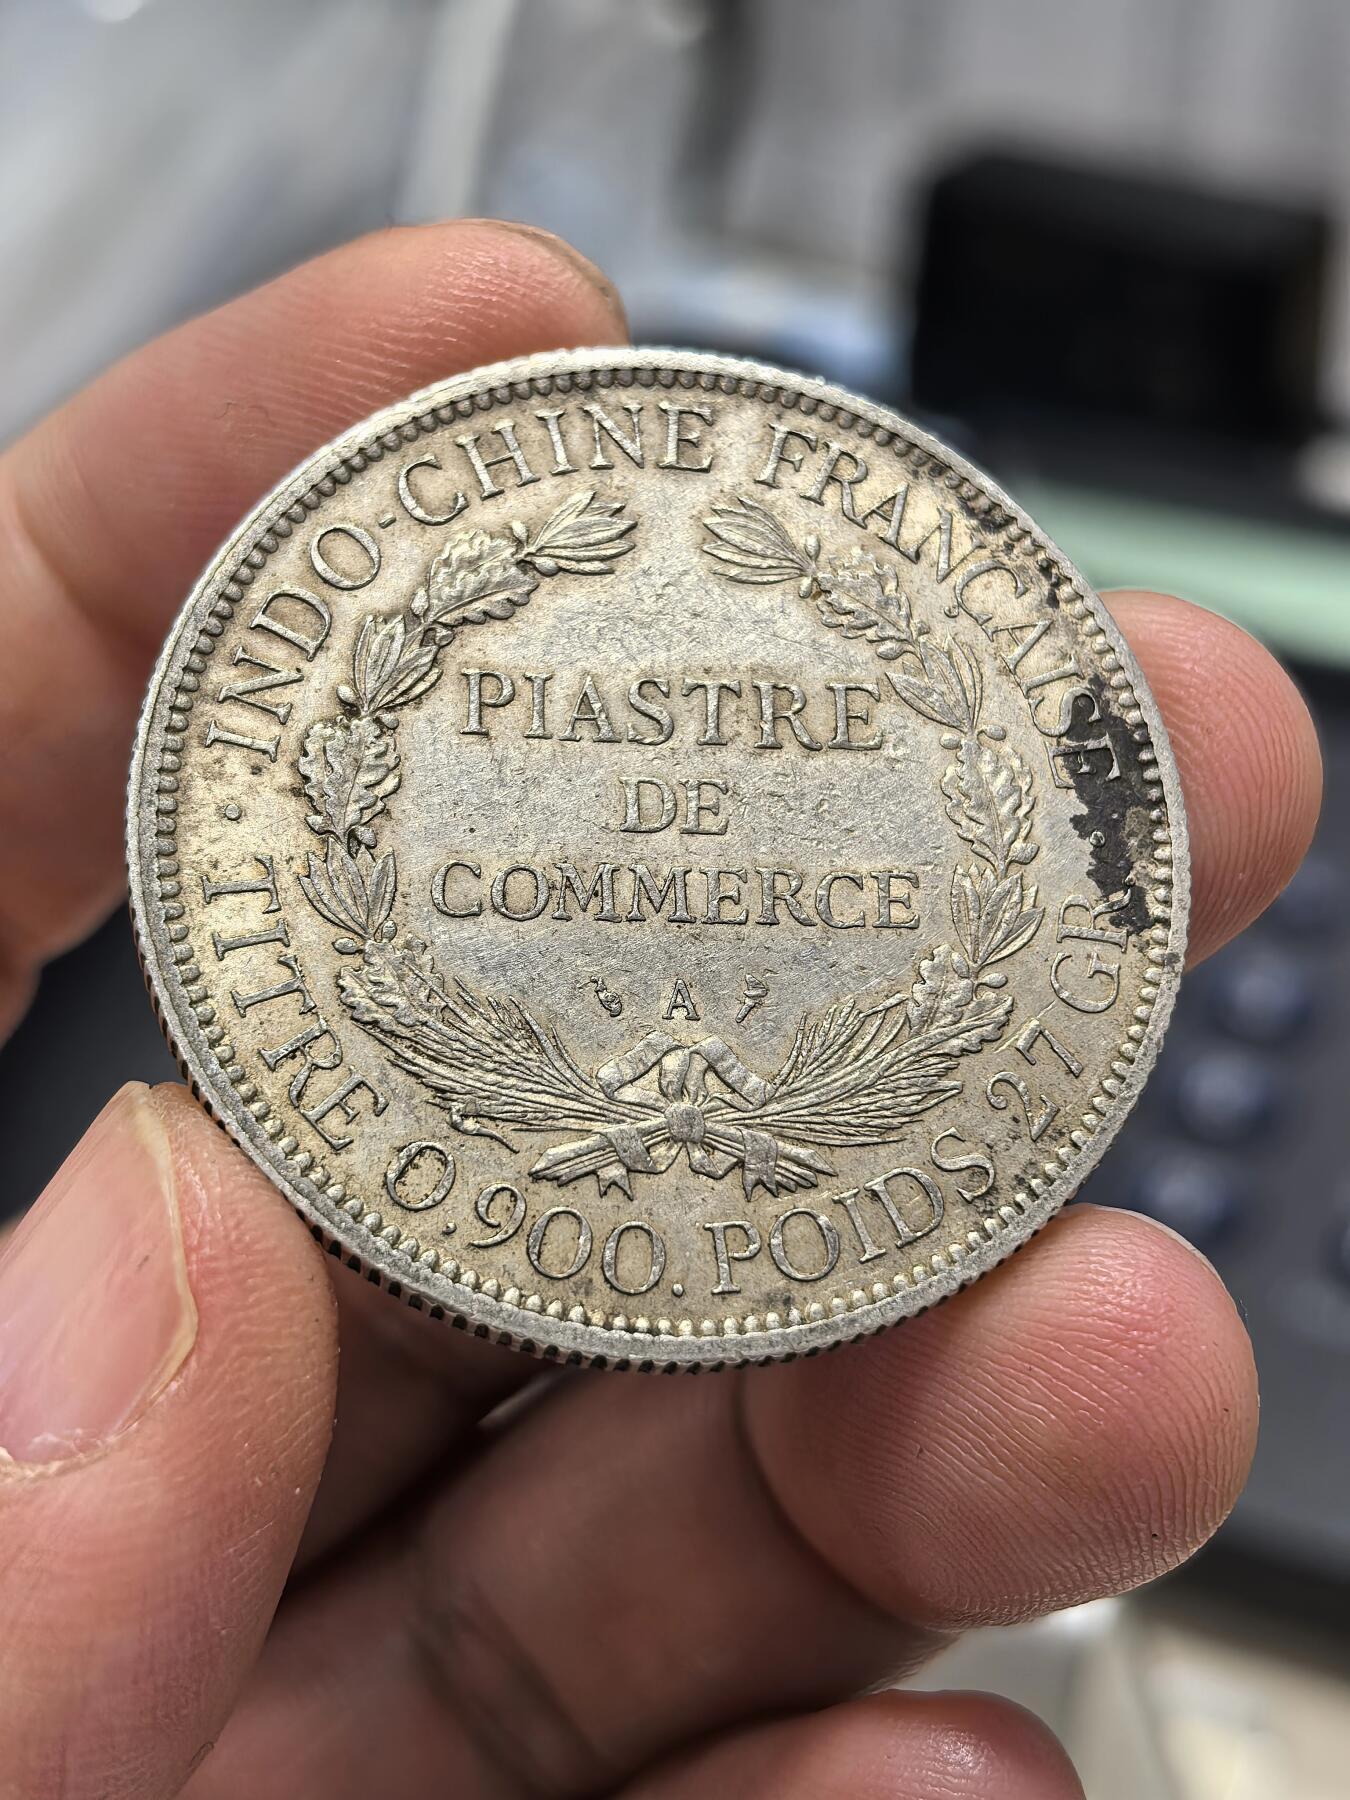 INDO-CHINE FRANÇAISE
PIASTRE
DE
COMMERCE
A
TITRE 0.900. POIDS 27 GR.